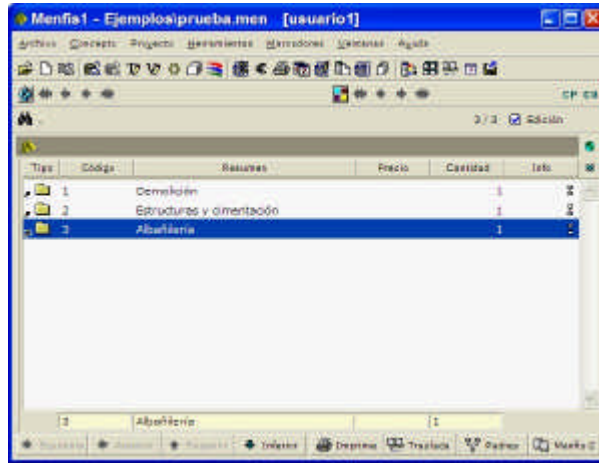 Menfis1 - Ejemplos\prueba.men [usuario1]
Archivo Concepto Proyecto Herramientas Marcadores Ventanas Ayuda
CP
3 / 3 Edición
Tipo Código Resumen Precio Cantidad Info
1 Demolición 1
2 Estructuras y cimentación 1
3 Albañilería 1
3 Albañilería 1
Inferior Imprime Traslada Padres Menfis